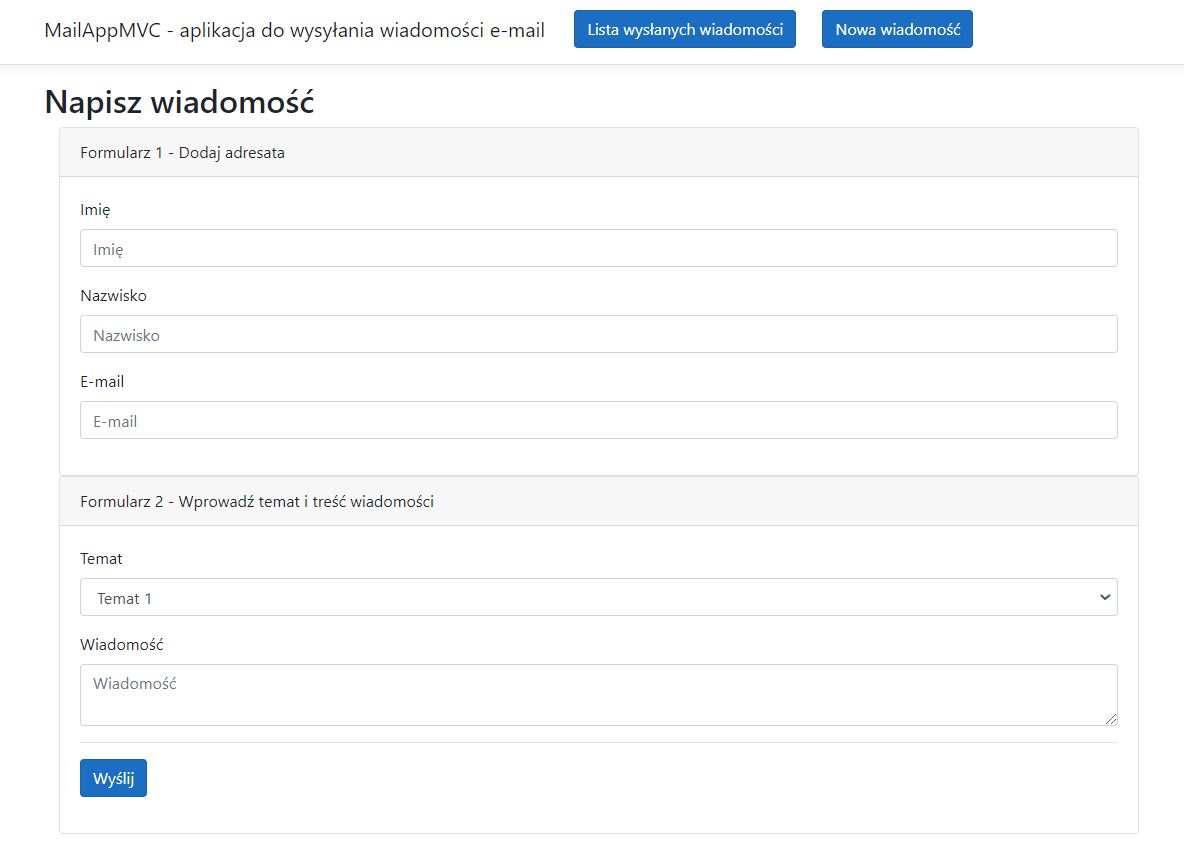 MailAppMVC - aplikacja do wysyłania wiadomości e-mail
Lista wysłanych wiadomości
Nowa wiadomość
Napisz wiadomość
Formularz 1 - Dodaj adresata
Imię
Imię
Nazwisko
Nazwisko
E-mail
E-mail
Formularz 2 - Wprowadź temat i treść wiadomości
Temat
Temat 1
Wiadomość
Wiadomość
Wyślij